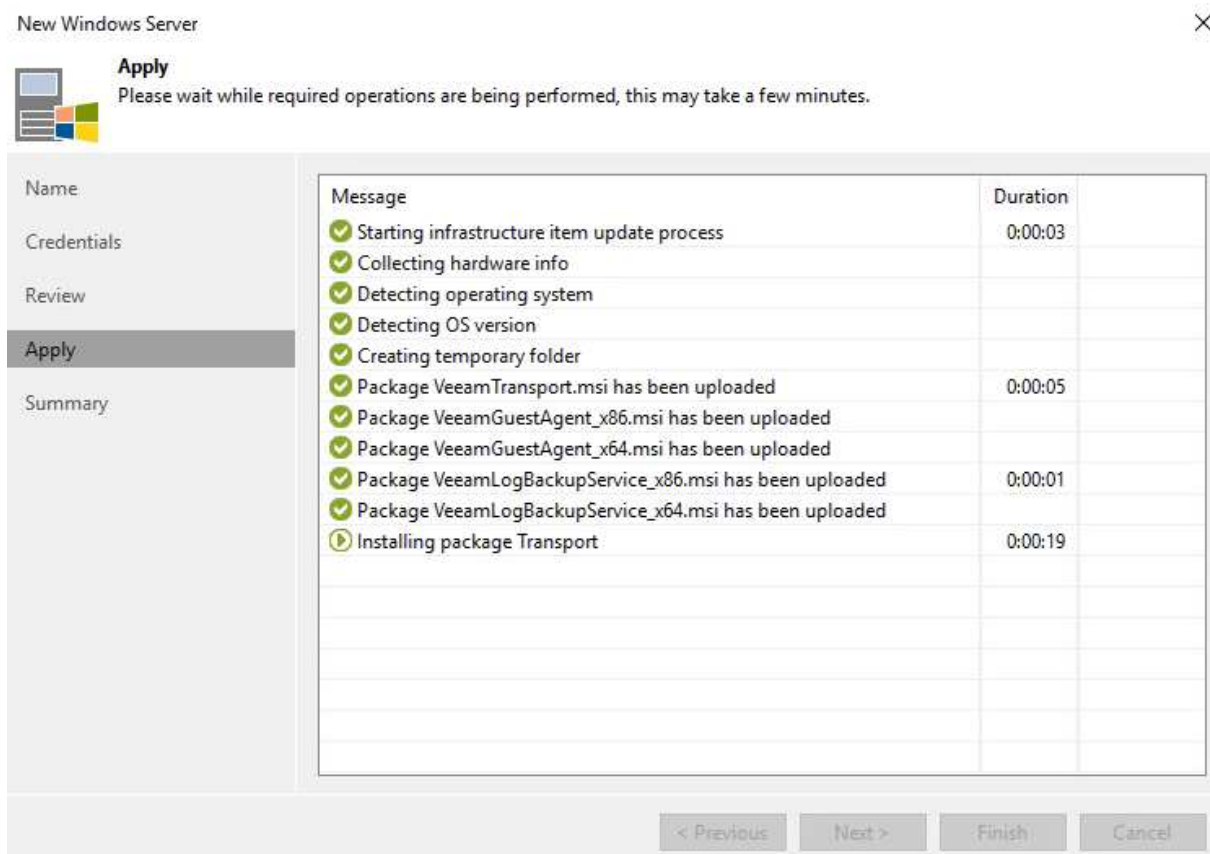 New Windows Server
Apply
Please wait while required operations are being performed, this may take a few minutes.
Name
Credentials
Review
Apply
Summary
Message Duration
Starting infrastructure item update process 0:00:03
Collecting hardware info
Detecting operating system
Detecting OS version
Creating temporary folder
Package VeeamTransport.msi has been uploaded 0:00:05
Package VeeamGuestAgent_x86.msi has been uploaded
Package VeeamGuestAgent_x64.msi has been uploaded
Package VeeamLogBackupService_x86.msi has been uploaded 0:00:01
Package VeeamLogBackupService_x64.msi has been uploaded
Installing package Transport 0:00:19
< Previous Next > Finish Cancel